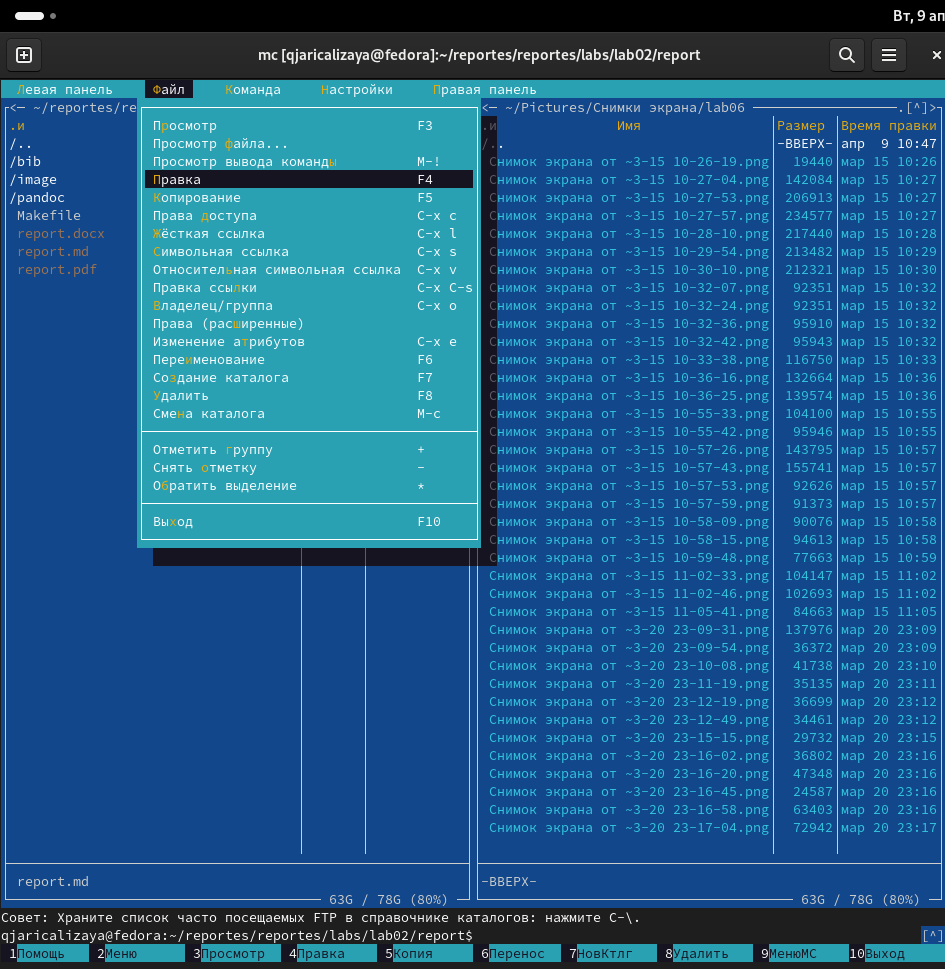 Вт, 9 ап
mc [qjaricalizaya@fedora]:~/reportes/reportes/labs/lab02/report
Левая панель Файл Команда Настройки Правая панель
<- ~/reportes/re
.и
/..
/bib
/image
/pandoc
Makefile
report.docx
report.md
report.pdf
Просмотр F3
Просмотр файла...
Просмотр вывода команды M-!
Правка F4
Копирование F5
Права доступа C-x c
Жёсткая ссылка C-x l
Символьная ссылка C-x s
Относительная символьная ссылка C-x v
Правка ссылки C-x C-s
Владелец/группа C-x o
Права (расширенные)
Изменение атрибутов C-x e
Переименование F6
Создание каталога F7
Удалить F8
Смена каталога M-c
Отметить группу +
Снять отметку -
Обратить выделение *
Выход F10
<- ~/Pictures/Снимки экрана/lab06 .[^]>
.и Имя Размер Время правки
/.. -ВВЕРХ- апр 9 10:47
Снимок экрана от ~3-15 10-26-19.png 19440 мар 15 10:26
Снимок экрана от ~3-15 10-27-04.png 142084 мар 15 10:27
Снимок экрана от ~3-15 10-27-53.png 206913 мар 15 10:27
Снимок экрана от ~3-15 10-27-57.png 234577 мар 15 10:27
Снимок экрана от ~3-15 10-28-10.png 217440 мар 15 10:28
Снимок экрана от ~3-15 10-29-54.png 213482 мар 15 10:29
Снимок экрана от ~3-15 10-30-10.png 212321 мар 15 10:30
Снимок экрана от ~3-15 10-32-07.png 92351 мар 15 10:32
Снимок экрана от ~3-15 10-32-24.png 92351 мар 15 10:32
Снимок экрана от ~3-15 10-32-36.png 95910 мар 15 10:32
Снимок экрана от ~3-15 10-32-42.png 95943 мар 15 10:32
Снимок экрана от ~3-15 10-33-38.png 116750 мар 15 10:33
Снимок экрана от ~3-15 10-36-16.png 132664 мар 15 10:36
Снимок экрана от ~3-15 10-36-25.png 139574 мар 15 10:36
Снимок экрана от ~3-15 10-55-33.png 104100 мар 15 10:55
Снимок экрана от ~3-15 10-55-42.png 95946 мар 15 10:55
Снимок экрана от ~3-15 10-57-26.png 143795 мар 15 10:57
Снимок экрана от ~3-15 10-57-43.png 155741 мар 15 10:57
Снимок экрана от ~3-15 10-57-53.png 92626 мар 15 10:57
Снимок экрана от ~3-15 10-57-59.png 91373 мар 15 10:57
Снимок экрана от ~3-15 10-58-09.png 90076 мар 15 10:58
Снимок экрана от ~3-15 10-58-15.png 94613 мар 15 10:58
Снимок экрана от ~3-15 10-59-48.png 77663 мар 15 10:59
Снимок экрана от ~3-15 11-02-33.png 104147 мар 15 11:02
Снимок экрана от ~3-15 11-02-46.png 102693 мар 15 11:02
Снимок экрана от ~3-15 11-05-41.png 84663 мар 15 11:05
Снимок экрана от ~3-20 23-09-31.png 137976 мар 20 23:09
Снимок экрана от ~3-20 23-09-54.png 36372 мар 20 23:09
Снимок экрана от ~3-20 23-10-08.png 41738 мар 20 23:10
Снимок экрана от ~3-20 23-11-19.png 35135 мар 20 23:11
Снимок экрана от ~3-20 23-12-19.png 36699 мар 20 23:12
Снимок экрана от ~3-20 23-12-49.png 34461 мар 20 23:12
Снимок экрана от ~3-20 23-15-15.png 29732 мар 20 23:15
Снимок экрана от ~3-20 23-16-02.png 36802 мар 20 23:16
Снимок экрана от ~3-20 23-16-20.png 47348 мар 20 23:16
Снимок экрана от ~3-20 23-16-45.png 24587 мар 20 23:16
Снимок экрана от ~3-20 23-16-58.png 63403 мар 20 23:16
Снимок экрана от ~3-20 23-17-04.png 72942 мар 20 23:17
report.md -ВВЕРХ-
63G / 78G (80%) 63G / 78G (80%)
Совет: Храните список часто посещаемых FTP в справочнике каталогов: нажмите C-\.
qjaricalizaya@fedora:~/reportes/reportes/labs/lab02/report$ [^]
1Помощь 2Меню 3Просмотр 4Правка 5Копия 6Перенос 7НовКтлг 8Удалить 9МенюMC 10Выход